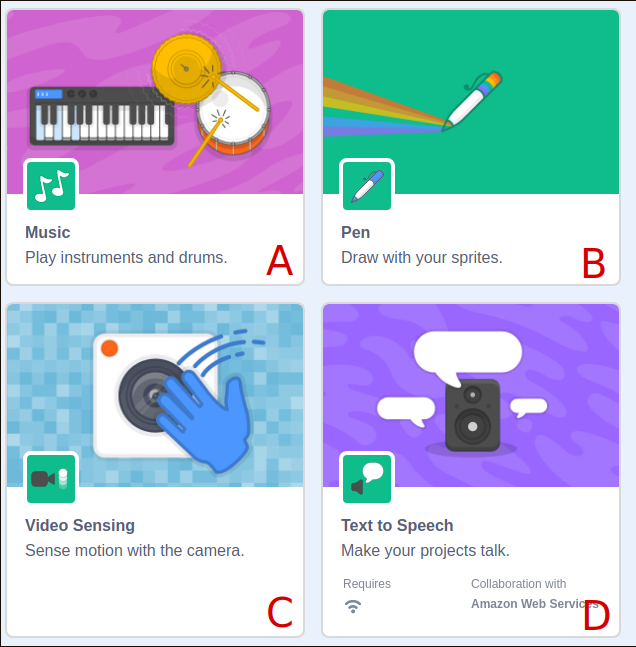 Music
Play instruments and drums.
A
Pen
Draw with your sprites.
B
Video Sensing
Sense motion with the camera.
C
Text to Speech
Make your projects talk.
Requires
Collaboration with
Amazon Web Services
D